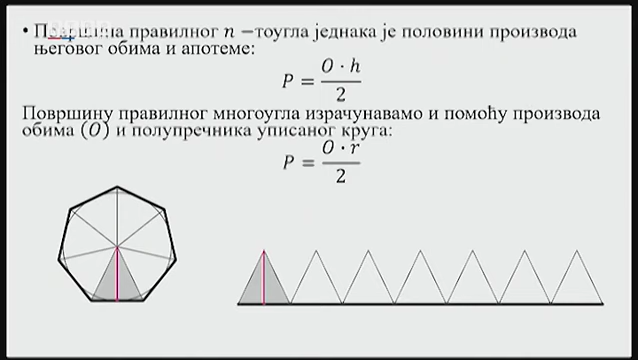 • Површина правилног n −тоугла једнака је половини производа
његовог обима и апотеме:
P = O · h / 2
Површину правилног многоугла израчунавамо и помоћу производа
обима (O) и полупречника уписаног круга:
P = O · r / 2